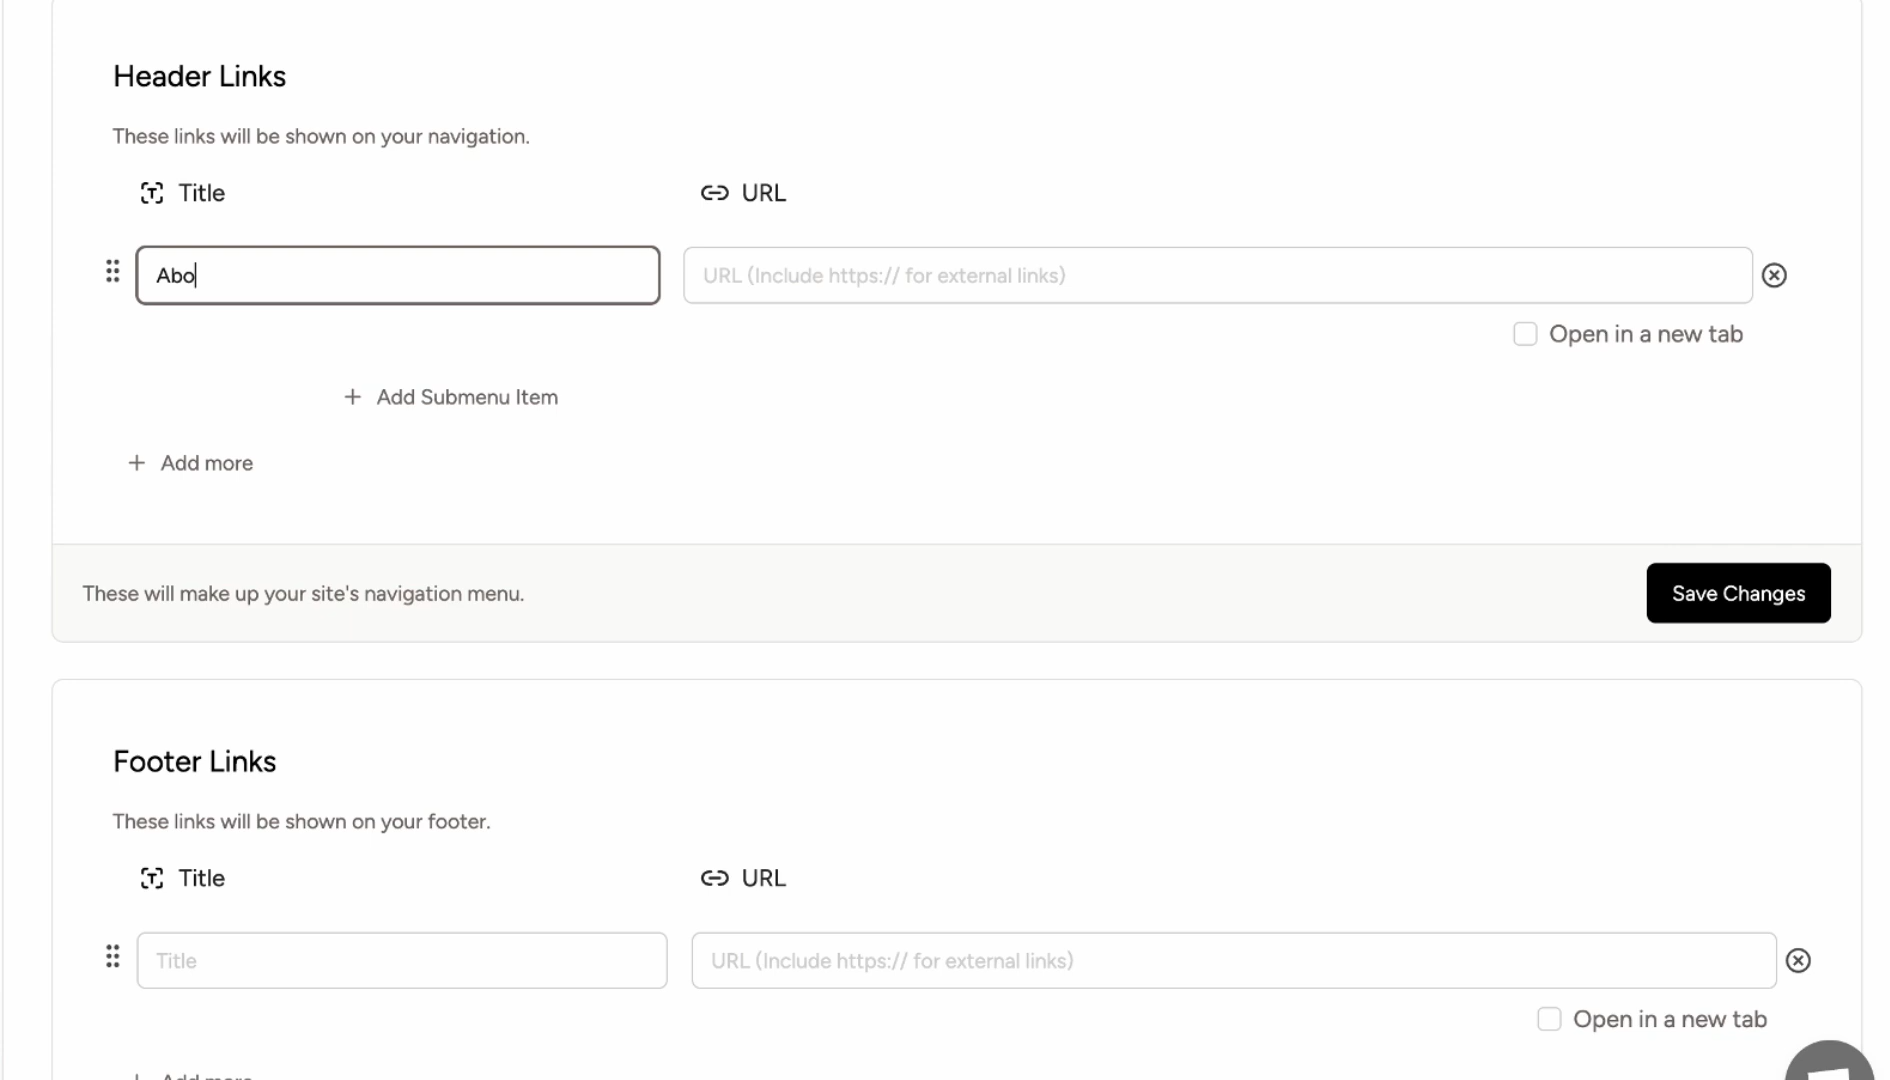 Header Links
These links will be shown on your navigation.
Title URL
Abo URL (Include https:// for external links)
Open in a new tab
Add Submenu Item
Add more
These will make up your site's navigation menu. Save Changes
Footer Links
These links will be shown on your footer.
Title URL
Title URL (Include https:// for external links)
Open in a new tab
Add more